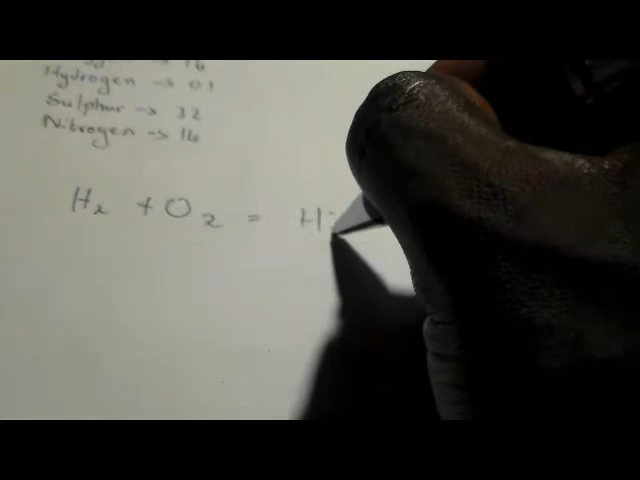 Hydrogen -> 01
Sulphur -> 32
Nitrogen -> 14
H₂ + O₂ = H